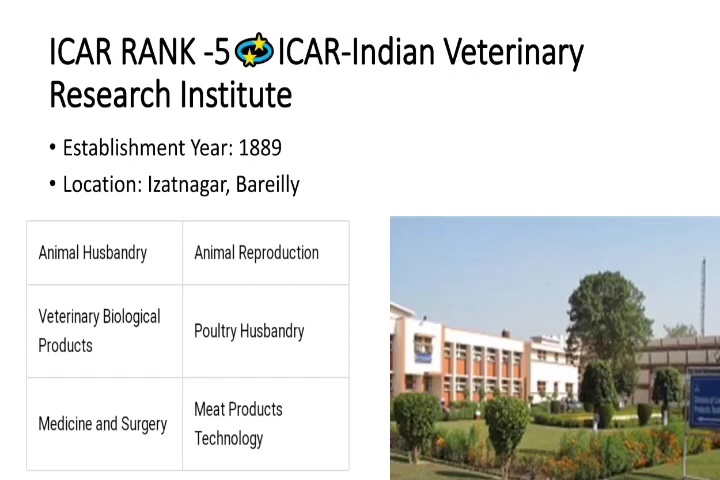 ICAR RANK -5💫ICAR-Indian Veterinary
Research Institute
• Establishment Year: 1889
• Location: Izatnagar, Bareilly
Animal Husbandry
Animal Reproduction
Veterinary Biological
Products
Poultry Husbandry
Medicine and Surgery
Meat Products
Technology